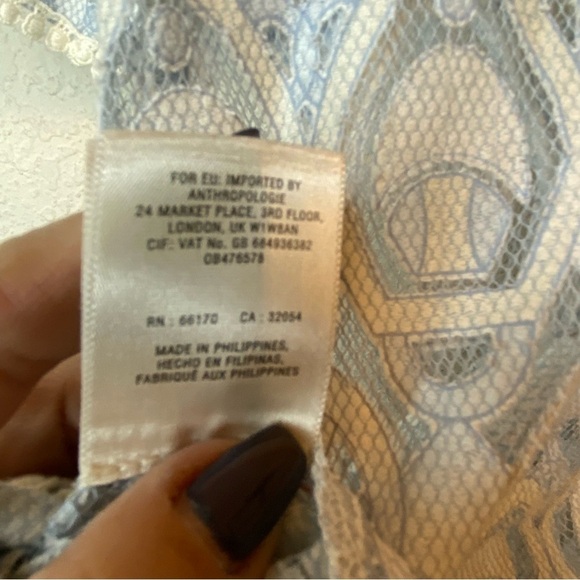 FOR EU: IMPORTED BY
ANTHROPOLOGIE
24 MARKET PLACE, 3RD FLOOR,
LONDON, UK W1W8AN
CIF: VAT No. GB 664936382
OB476578
RN : 66170 CA : 32054
MADE IN PHILIPPINES,
HECHO EN FILIPINAS,
FABRIQUÉ AUX PHILIPPINES